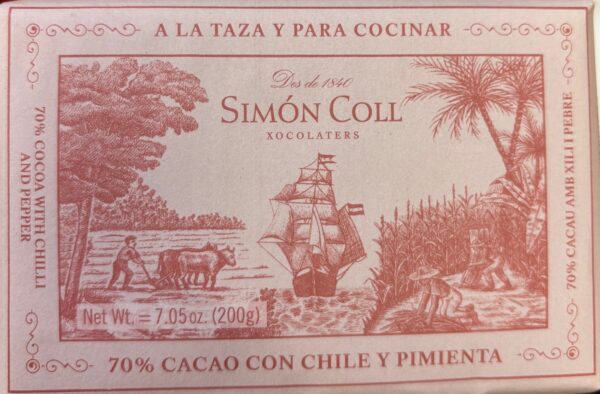 A LA TAZA Y PARA COCINAR
Des de 1840
SIMÓN COLL
XOCOLATERS
70% COCOA WITH CHILLI
AND PEPPER
70% CACAU AMB XILI I PEBRE
Net Wt. = 7.05 oz. (200g)
70% CACAO CON CHILE Y PIMIENTA